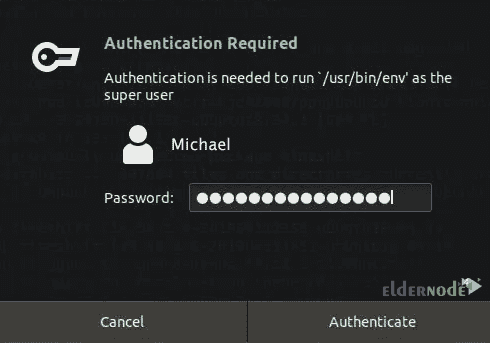 Authentication Required
Authentication is needed to run `/usr/bin/env' as the
super user
Michael
Password: ●●●●●●●●●●●●●●●
eldernode
Cancel
Authenticate